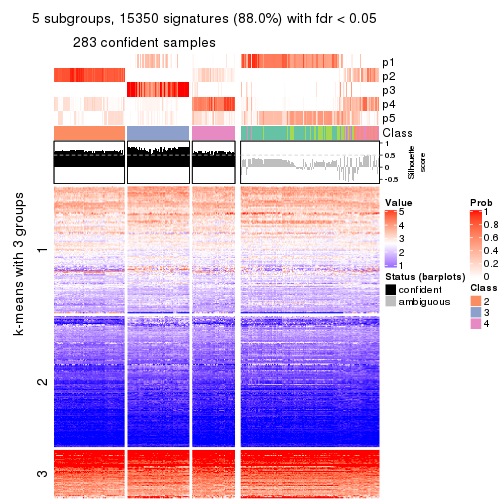 5 subgroups, 15350 signatures (88.0%) with fdr < 0.05
283 confident samples
p1
p2
p3
p4
p5
Class
1
0.5
0
-0.5
Silhouette
score
k-means with 3 groups
1
2
3
Value
5
4
3
2
1
Status (barplots)
confident
ambiguous
Prob
1
0.8
0.6
0.4
0.2
0
Class
2
3
4